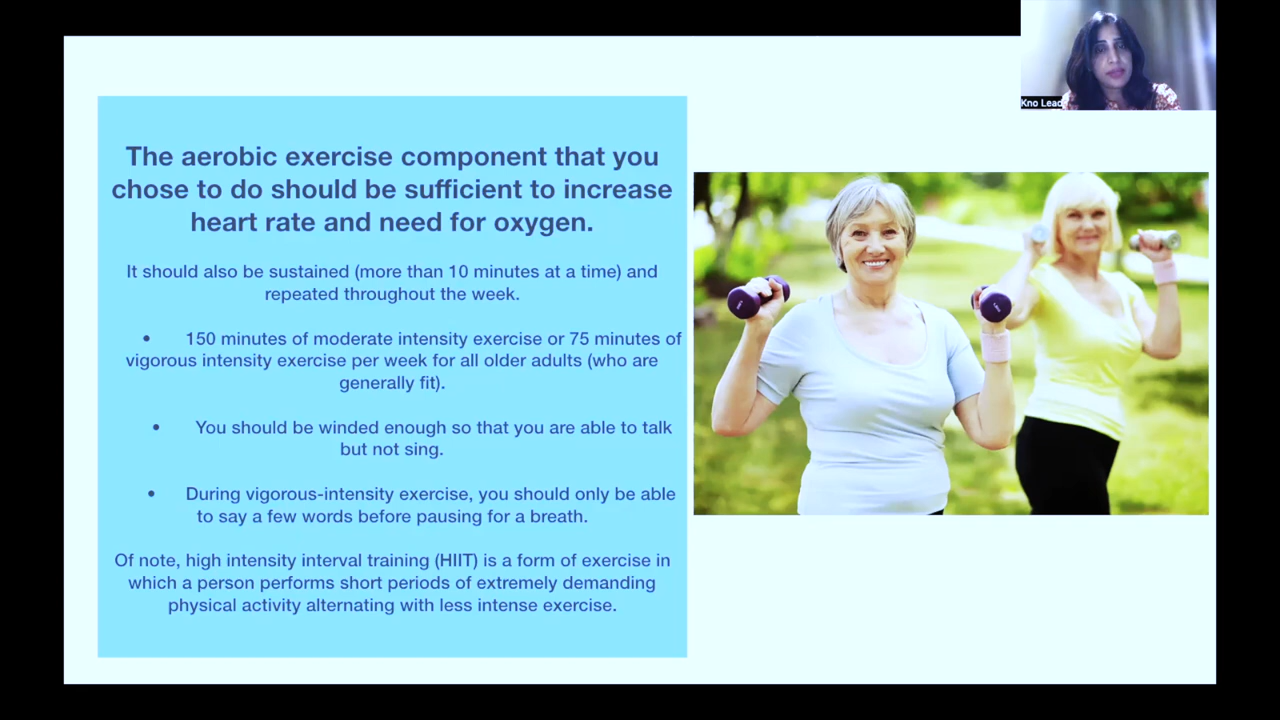 Kno Lead
The aerobic exercise component that you
chose to do should be sufficient to increase
heart rate and need for oxygen.
It should also be sustained (more than 10 minutes at a time) and
repeated throughout the week.
• 150 minutes of moderate intensity exercise or 75 minutes of
vigorous intensity exercise per week for all older adults (who are
generally fit).
• You should be winded enough so that you are able to talk
but not sing.
• During vigorous-intensity exercise, you should only be able
to say a few words before pausing for a breath.
Of note, high intensity interval training (HIIT) is a form of exercise in
which a person performs short periods of extremely demanding
physical activity alternating with less intense exercise.